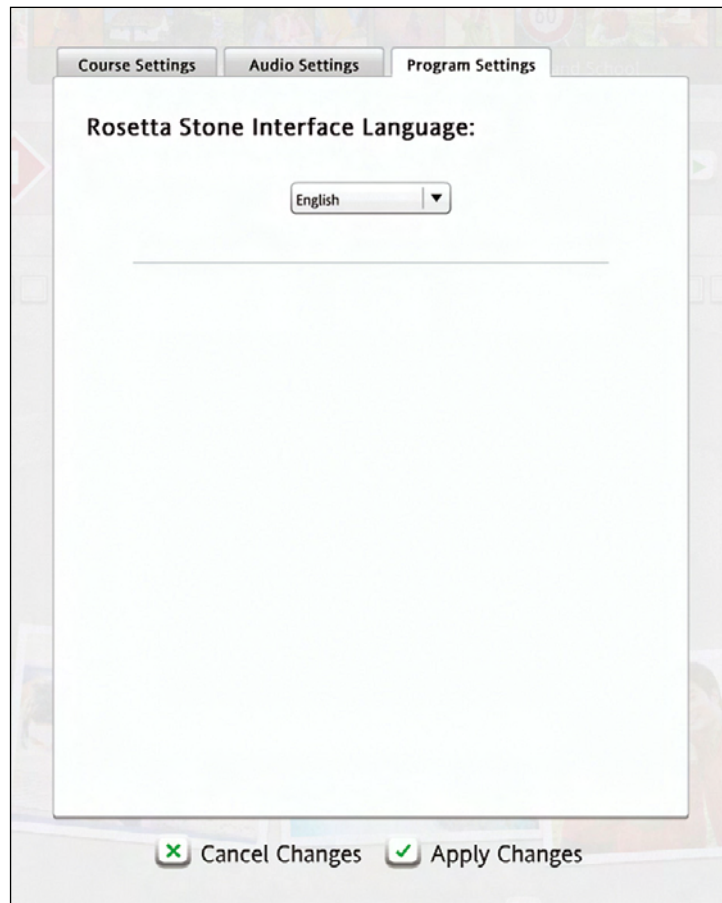 Course Settings
Audio Settings
Program Settings
Rosetta Stone Interface Language:
English
Cancel Changes
Apply Changes